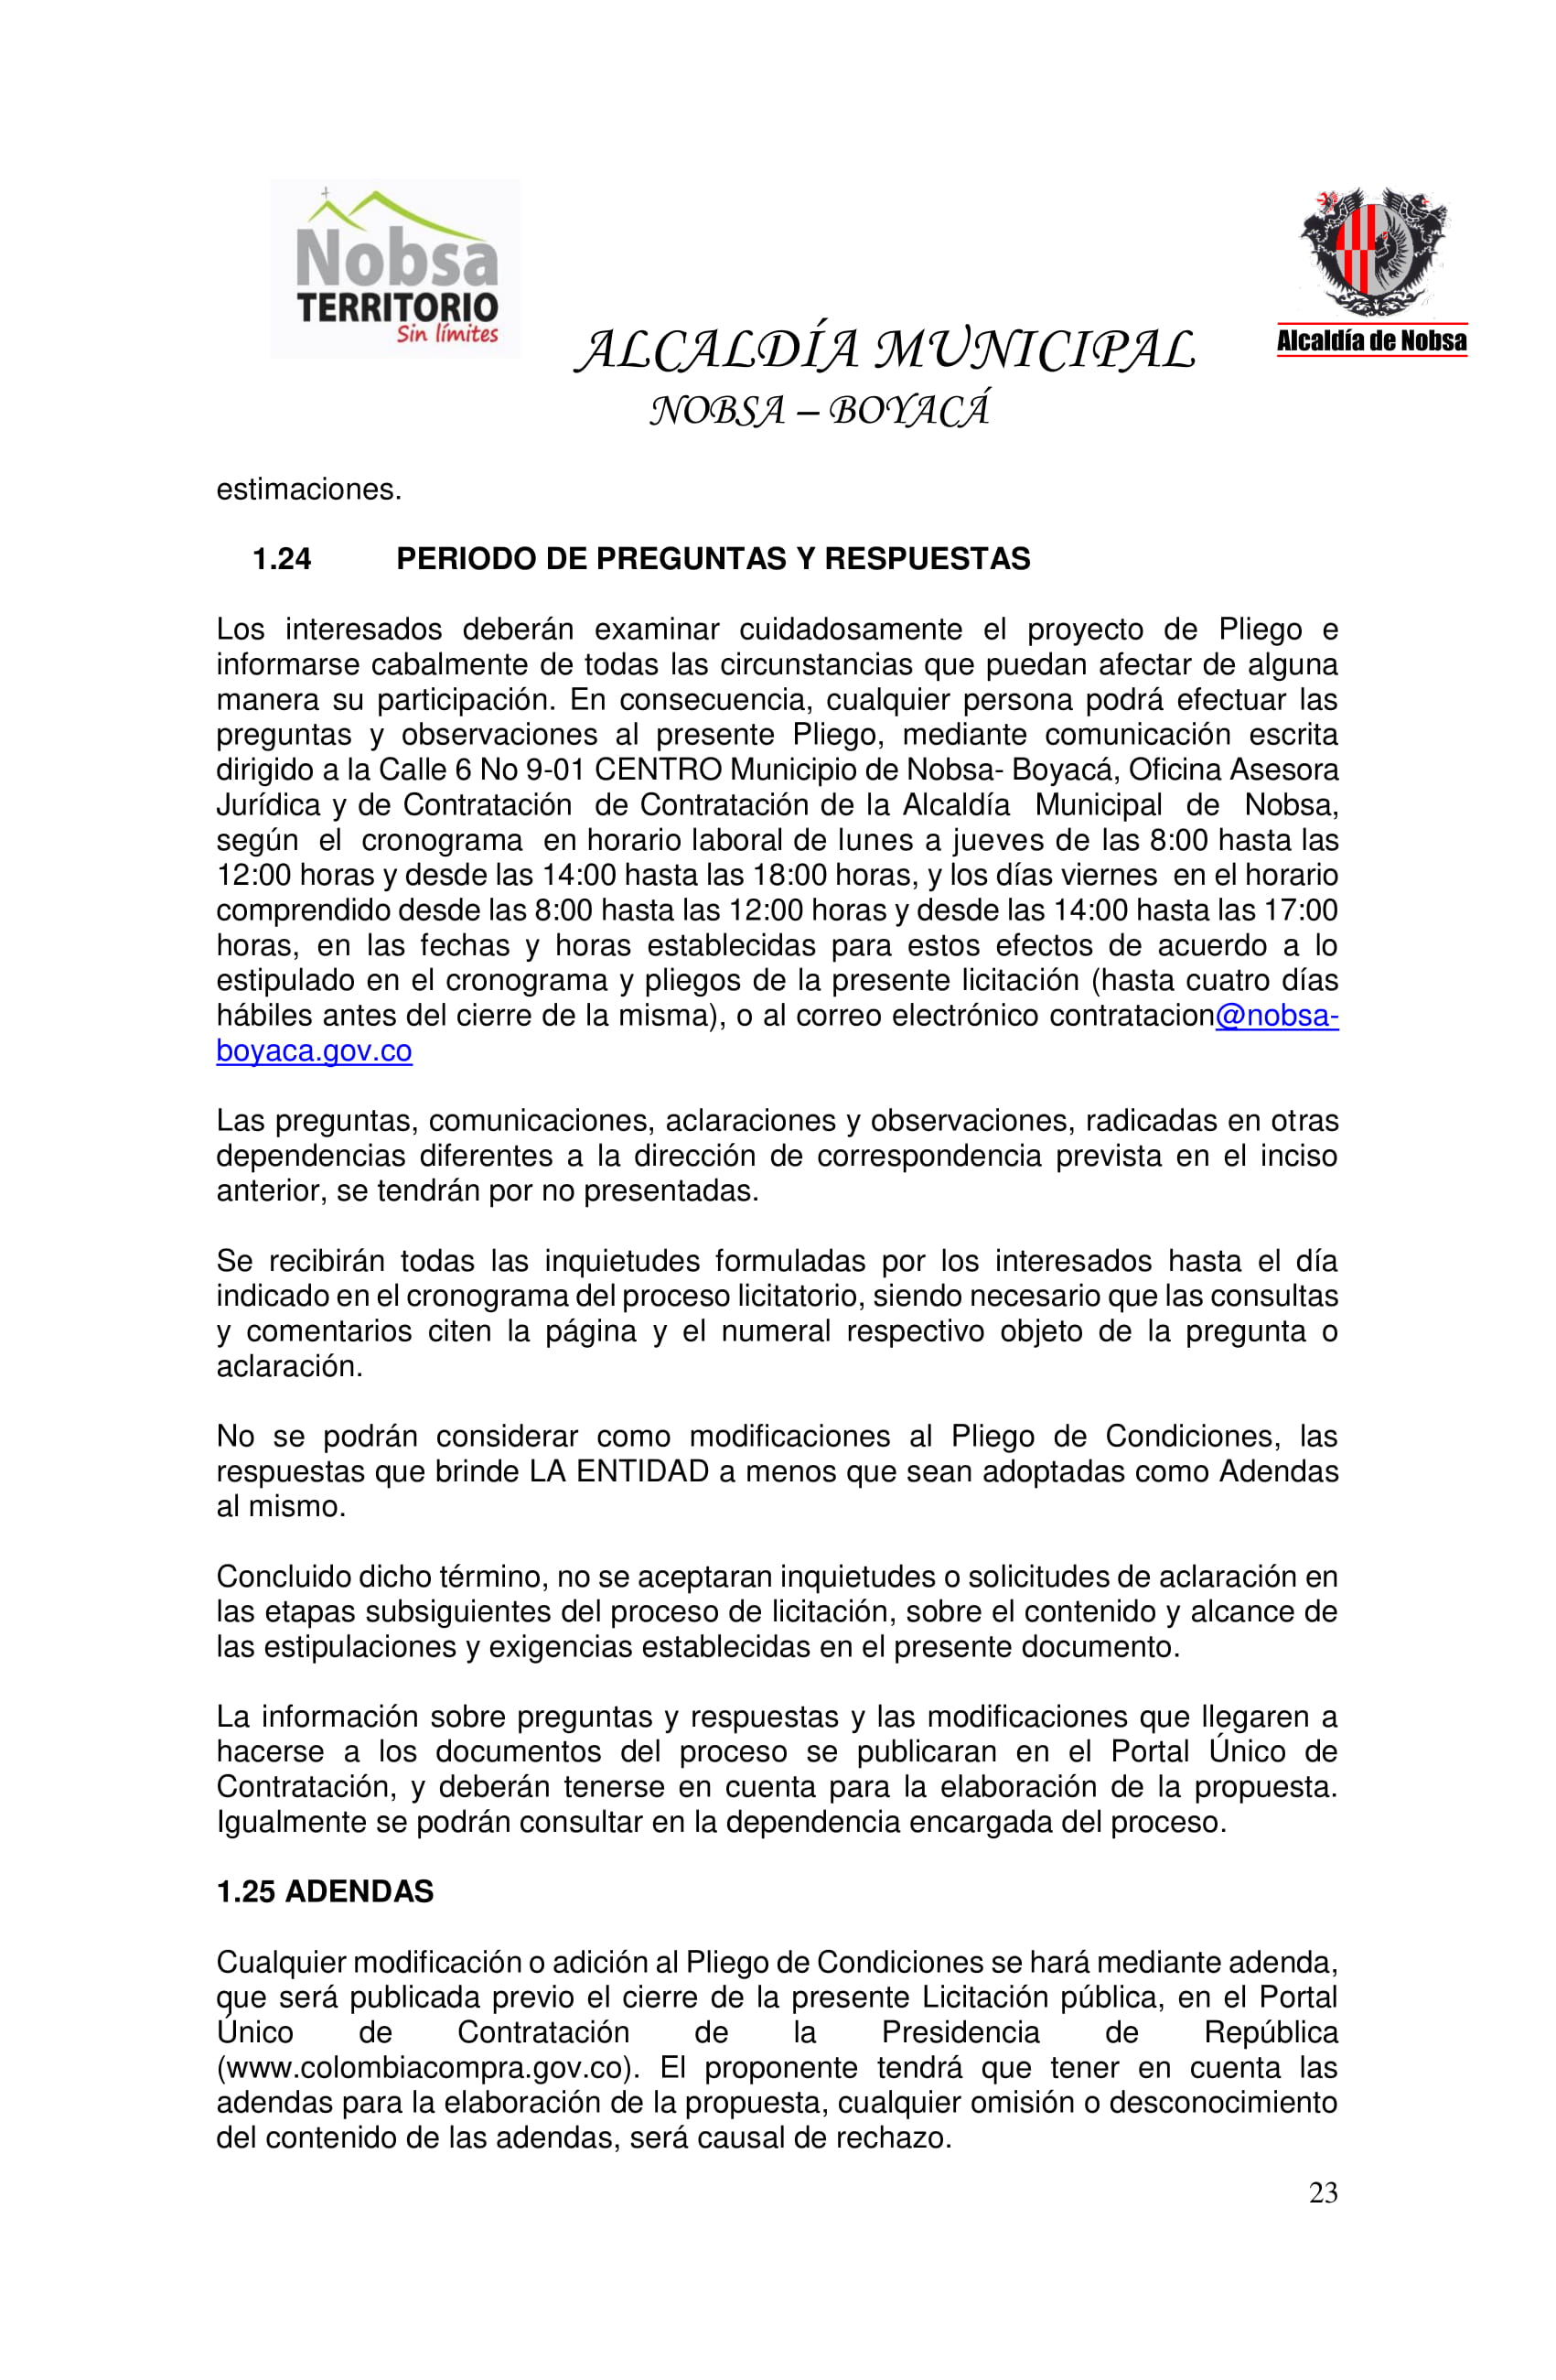 Nobsa
TERRITORIO
Sin límites
Alcaldía de Nobsa
ALCALDÍA MUNICIPAL
NOBSA – BOYACÁ
estimaciones.
1.24 PERIODO DE PREGUNTAS Y RESPUESTAS
Los interesados deberán examinar cuidadosamente el proyecto de Pliego e
informarse cabalmente de todas las circunstancias que puedan afectar de alguna
manera su participación. En consecuencia, cualquier persona podrá efectuar las
preguntas y observaciones al presente Pliego, mediante comunicación escrita
dirigido a la Calle 6 No 9-01 CENTRO Municipio de Nobsa- Boyacá, Oficina Asesora
Jurídica y de Contratación de Contratación de la Alcaldía Municipal de Nobsa,
según el cronograma en horario laboral de lunes a jueves de las 8:00 hasta las
12:00 horas y desde las 14:00 hasta las 18:00 horas, y los días viernes en el horario
comprendido desde las 8:00 hasta las 12:00 horas y desde las 14:00 hasta las 17:00
horas, en las fechas y horas establecidas para estos efectos de acuerdo a lo
estipulado en el cronograma y pliegos de la presente licitación (hasta cuatro días
hábiles antes del cierre de la misma), o al correo electrónico contratacion@nobsa-
boyaca.gov.co
Las preguntas, comunicaciones, aclaraciones y observaciones, radicadas en otras
dependencias diferentes a la dirección de correspondencia prevista en el inciso
anterior, se tendrán por no presentadas.
Se recibirán todas las inquietudes formuladas por los interesados hasta el día
indicado en el cronograma del proceso licitatorio, siendo necesario que las consultas
y comentarios citen la página y el numeral respectivo objeto de la pregunta o
aclaración.
No se podrán considerar como modificaciones al Pliego de Condiciones, las
respuestas que brinde LA ENTIDAD a menos que sean adoptadas como Adendas
al mismo.
Concluido dicho término, no se aceptaran inquietudes o solicitudes de aclaración en
las etapas subsiguientes del proceso de licitación, sobre el contenido y alcance de
las estipulaciones y exigencias establecidas en el presente documento.
La información sobre preguntas y respuestas y las modificaciones que llegaren a
hacerse a los documentos del proceso se publicaran en el Portal Único de
Contratación, y deberán tenerse en cuenta para la elaboración de la propuesta.
Igualmente se podrán consultar en la dependencia encargada del proceso.
1.25 ADENDAS
Cualquier modificación o adición al Pliego de Condiciones se hará mediante adenda,
que será publicada previo el cierre de la presente Licitación pública, en el Portal
Único de Contratación de la Presidencia de República
(www.colombiacompra.gov.co). El proponente tendrá que tener en cuenta las
adendas para la elaboración de la propuesta, cualquier omisión o desconocimiento
del contenido de las adendas, será causal de rechazo.
23